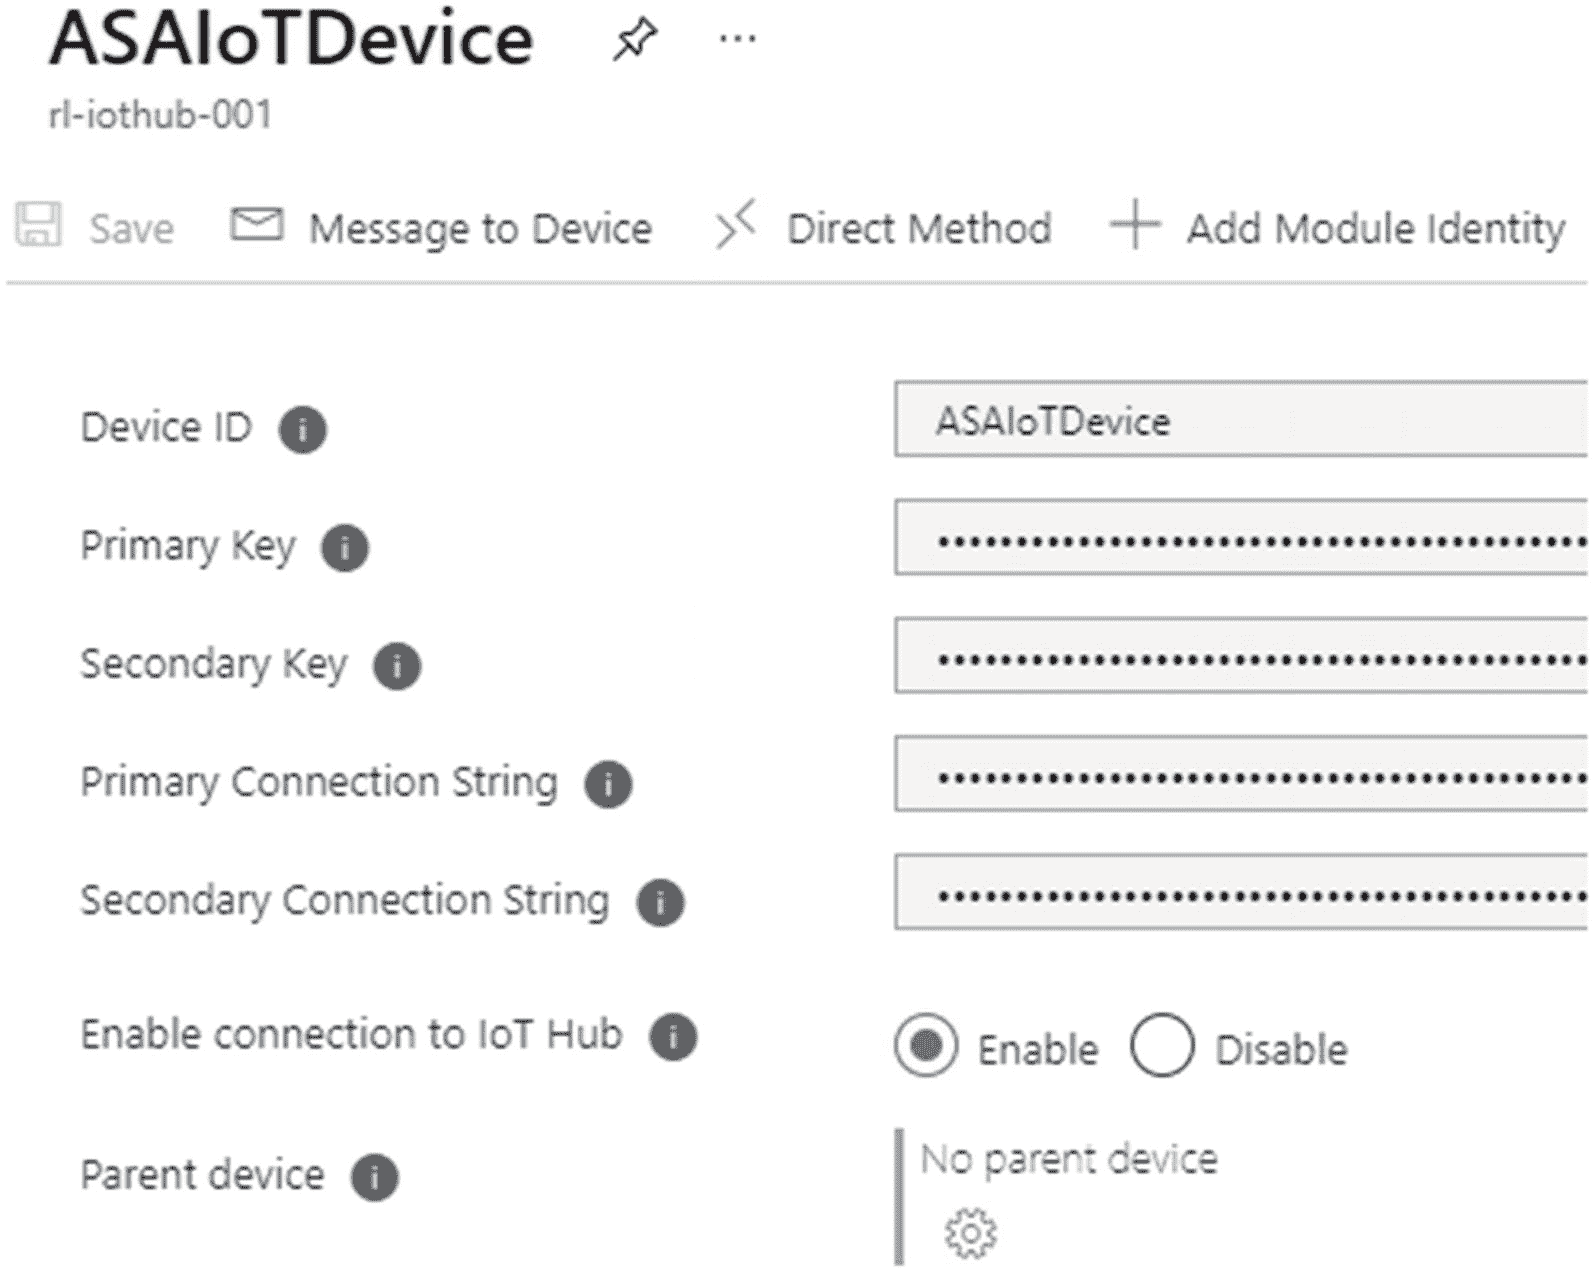 ASAIoTDevice ...
rl-iothub-001
Save Message to Device Direct Method Add Module Identity
Device ID i ASAIoTDevice
Primary Key i ••••••••••••••••••••••••••••••••••••••••••
Secondary Key i ••••••••••••••••••••••••••••••••••••••••••
Primary Connection String i ••••••••••••••••••••••••••••••••••••••••••
Secondary Connection String i ••••••••••••••••••••••••••••••••••••••••••
Enable connection to IoT Hub i Enable Disable
Parent device i No parent device